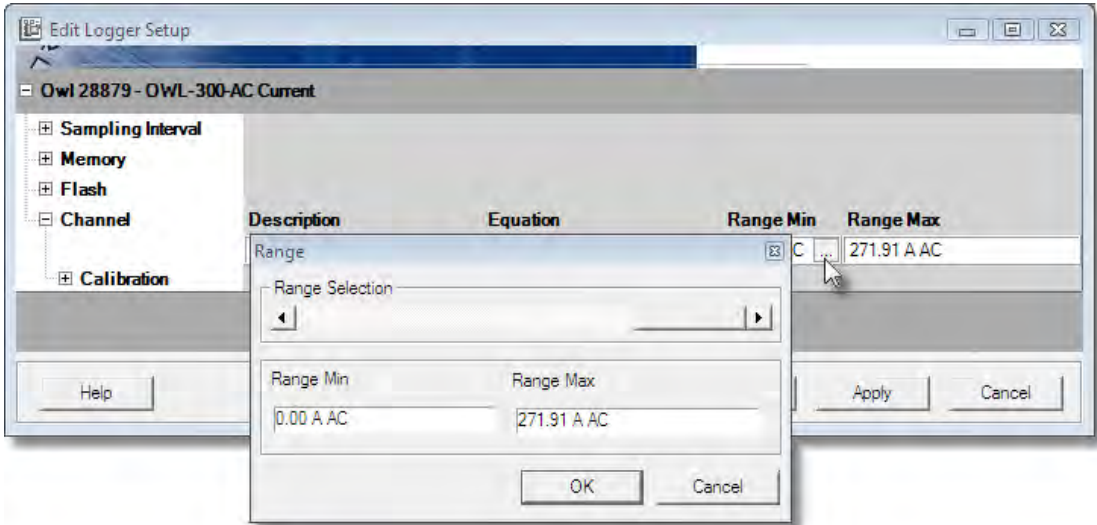 Edit Logger Setup
Owl 28879 - OWL-300-AC Current
Sampling Interval
Memory
Flash
Channel Description Equation Range Min Range Max
C ... 271.91 A AC
Calibration
Range
Range Selection
Range Min Range Max
0.00 A AC 271.91 A AC
OK Cancel
Help Apply Cancel